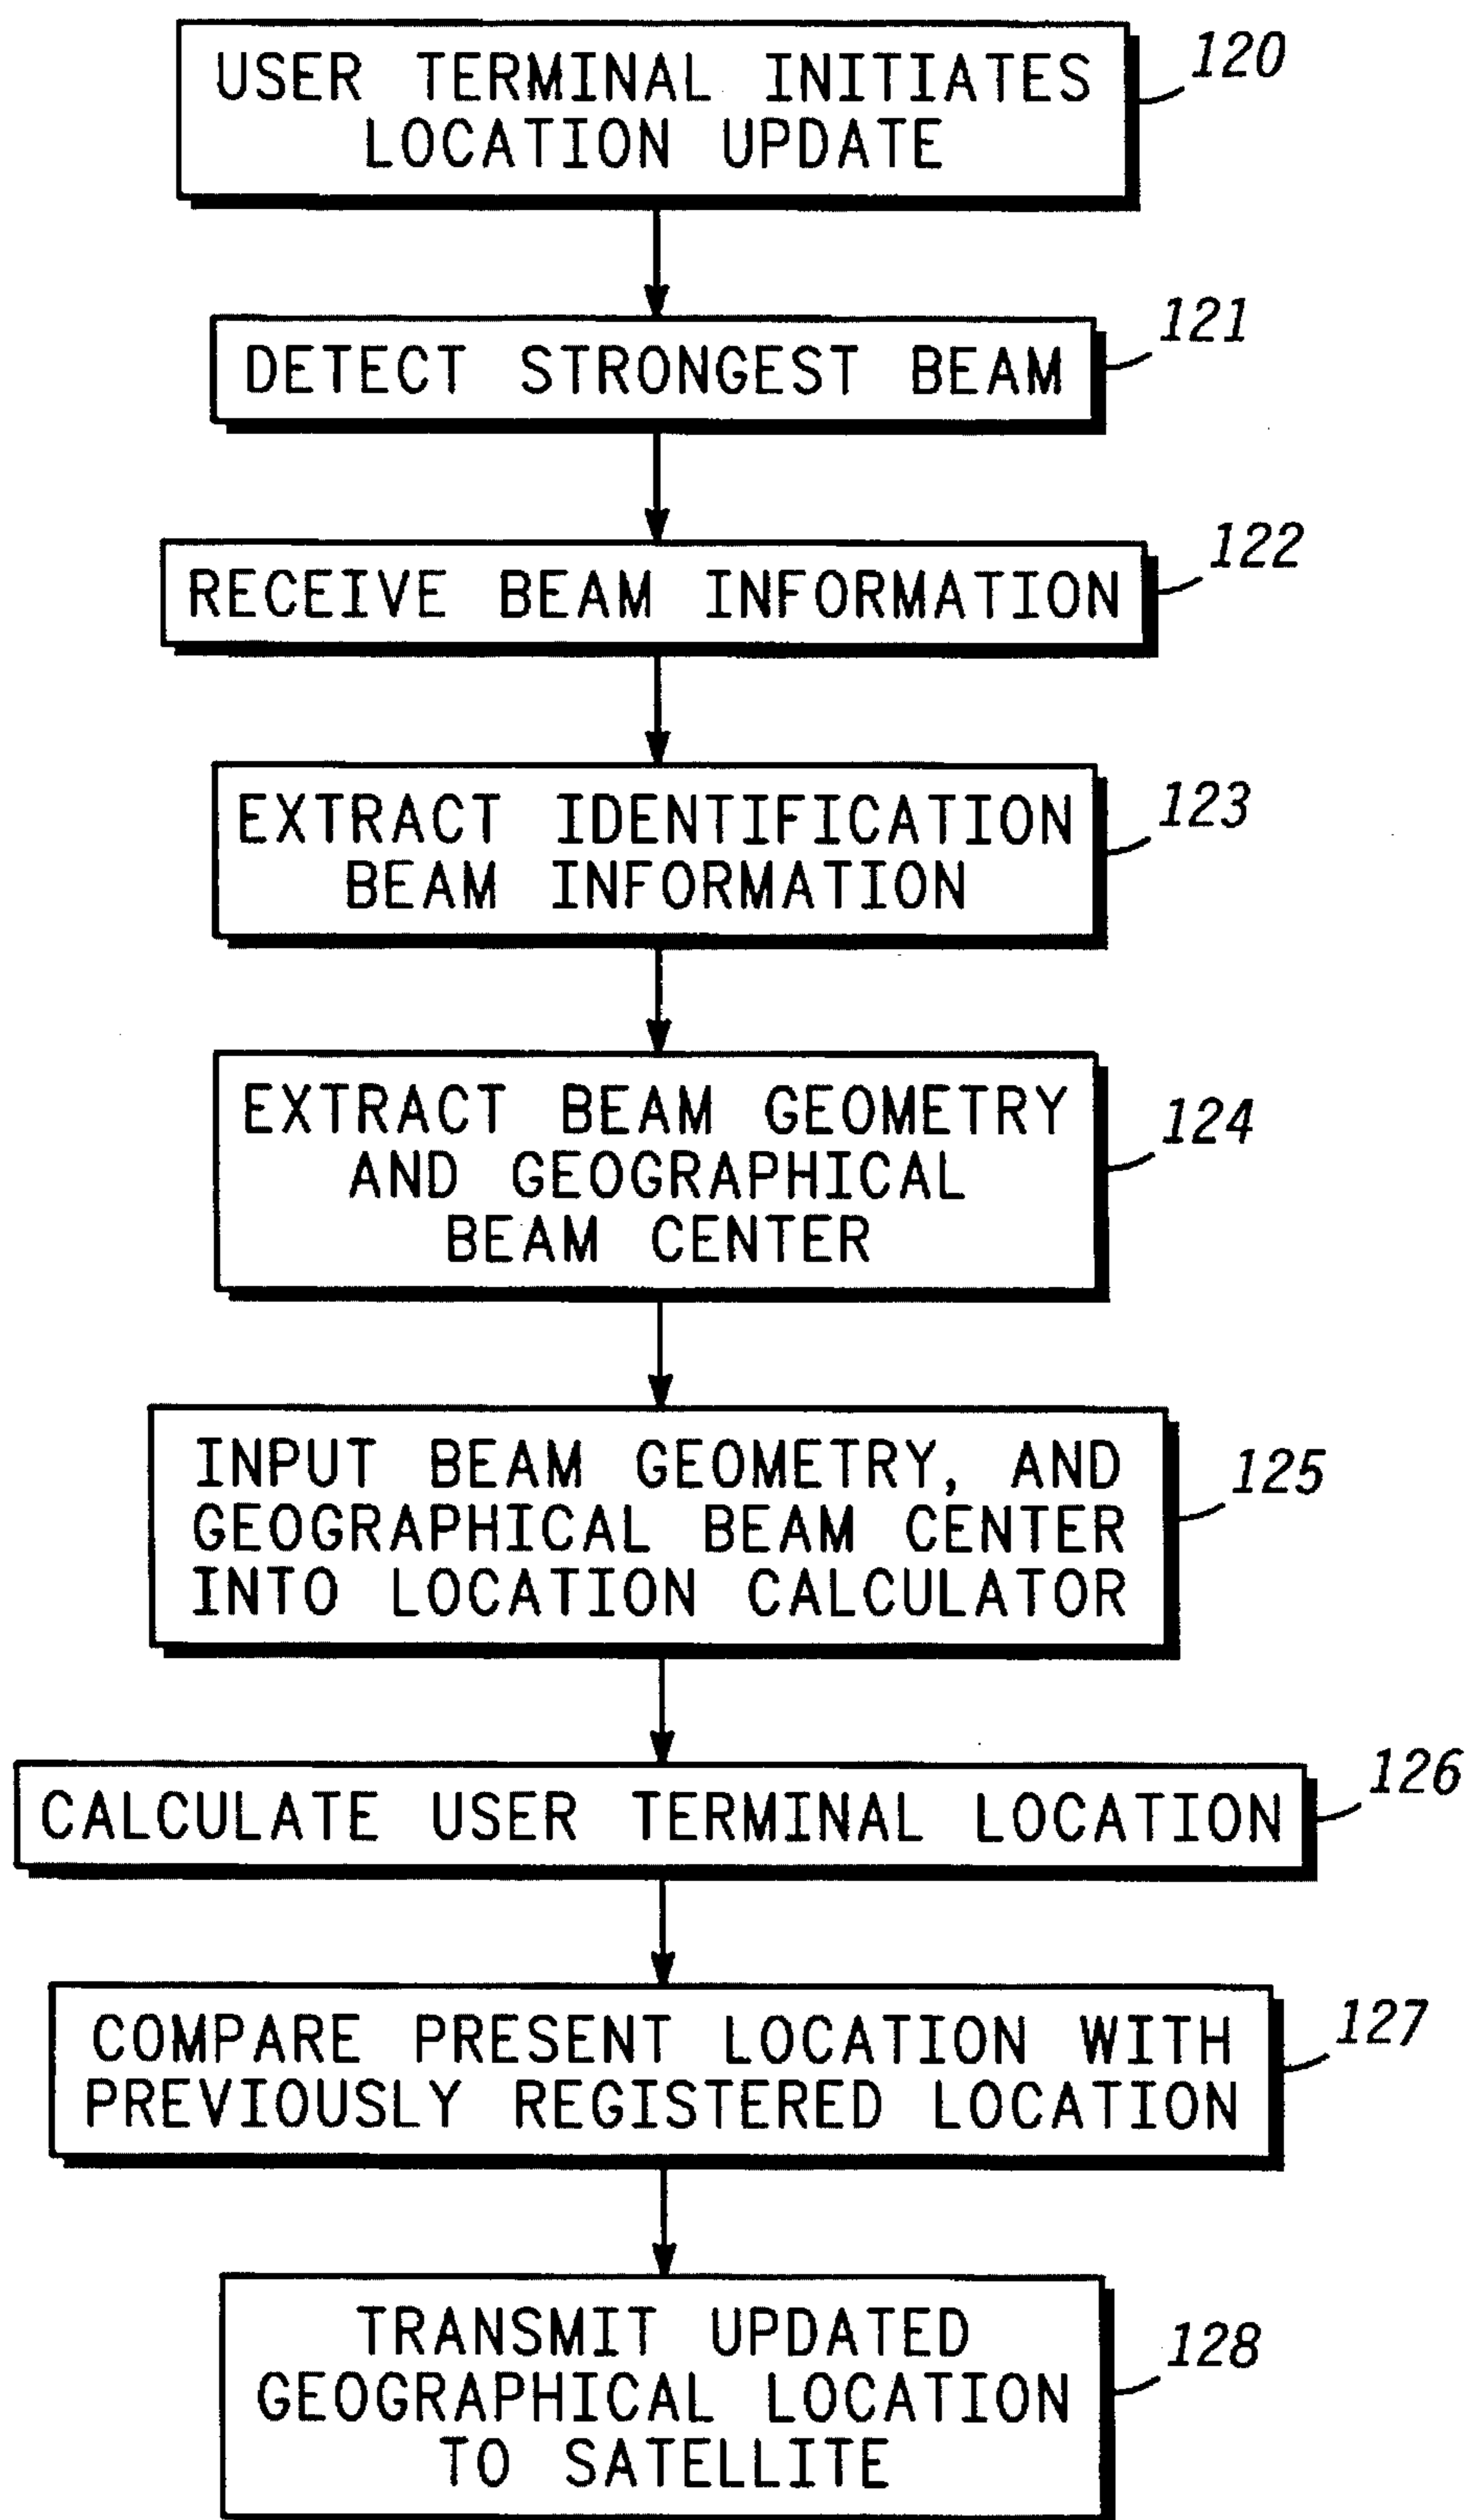 USER TERMINAL INITIATES
LOCATION UPDATE
120
DETECT STRONGEST BEAM
121
RECEIVE BEAM INFORMATION
122
EXTRACT IDENTIFICATION
BEAM INFORMATION
123
EXTRACT BEAM GEOMETRY
AND GEOGRAPHICAL
BEAM CENTER
124
INPUT BEAM GEOMETRY, AND
GEOGRAPHICAL BEAM CENTER
INTO LOCATION CALCULATOR
125
CALCULATE USER TERMINAL LOCATION
126
COMPARE PRESENT LOCATION WITH
PREVIOUSLY REGISTERED LOCATION
127
TRANSMIT UPDATED
GEOGRAPHICAL LOCATION
TO SATELLITE
128